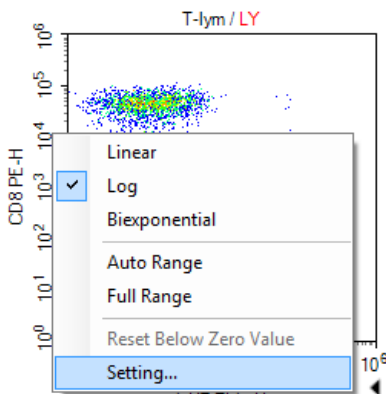 T-lym / LY
10^6
10^5
10^4
10^3
10^2
10^1
10^0
CD8 PE-H
Linear
Log
Biexponential
Auto Range
Full Range
Reset Below Zero Value
Setting...
10^6